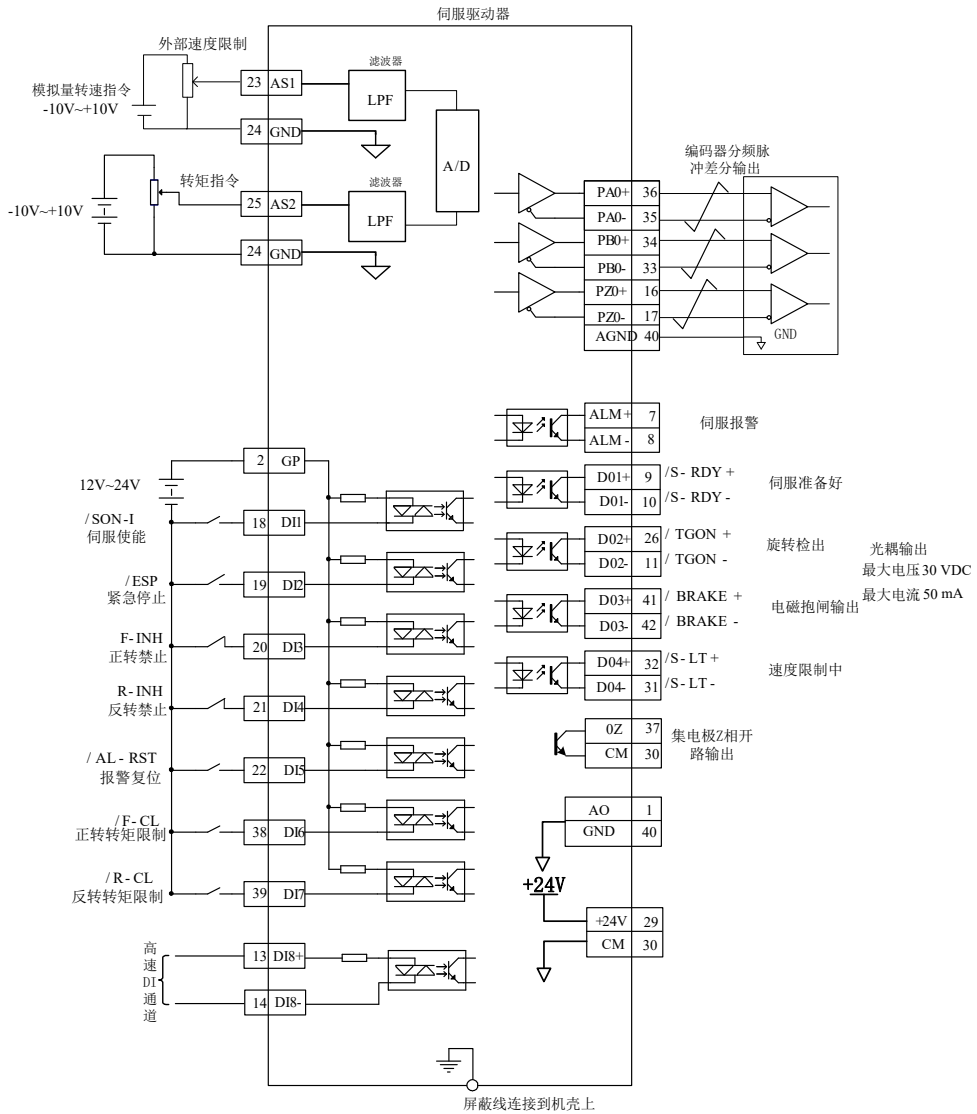 伺服驱动器
外部速度限制
模拟量转速指令
-10V~+10V
23 AS1
24 GND
滤波器
LPF
A/D
转矩指令
-10V~+10V
25 AS2
24 GND
滤波器
LPF
编码器分频脉
冲差分输出
PA0+ 36
PA0- 35
PB0+ 34
PB0- 33
PZ0+ 16
PZ0- 17
AGND 40
GND
ALM+ 7
ALM- 8
伺服报警
D01+ 9 /S-RDY+
D01- 10 /S-RDY-
伺服准备好
D02+ 26 / TGON +
D02- 11 / TGON -
旋转检出
D03+ 41 / BRAKE +
D03- 42 / BRAKE -
电磁抱闸输出
D04+ 32 /S-LT+
D04- 31 /S-LT-
速度限制中
光耦输出
最大电压30 VDC
最大电流 50 mA
0Z 37
CM 30
集电极Z相开
路输出
AO 1
GND 40
+24V
+24V 29
CM 30
2 GP
12V~24V
/SON-I
伺服使能
18 DI1
/ESP
紧急停止
19 DI2
F-INH
正转禁止
20 DI3
R-INH
反转禁止
21 DI4
/AL-RST
报警复位
22 DI5
/F-CL
正转转矩限制
38 DI6
/R-CL
反转转矩限制
39 DI7
高
速
DI
通
道
13 DI8+
14 DI8-
屏蔽线连接到机壳上